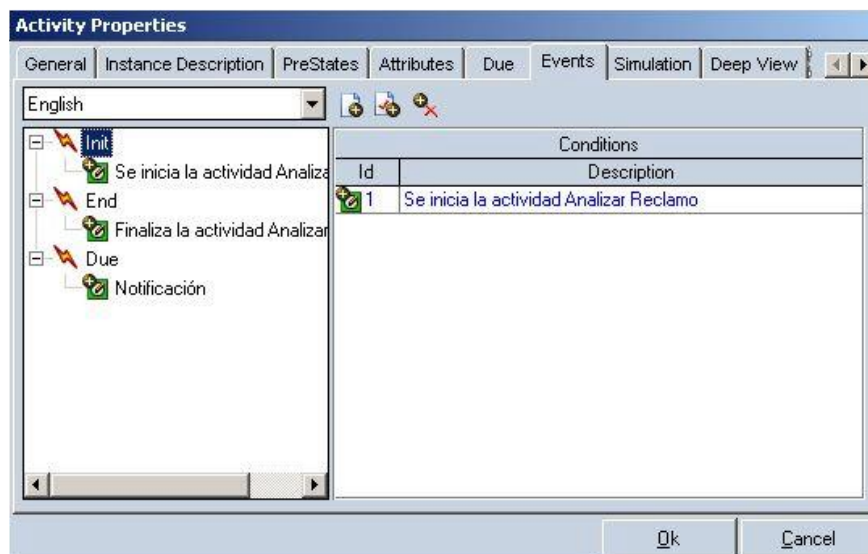 Activity Properties
General Instance Description PreStates Attributes Due Events Simulation Deep View
English
Init
Se inicia la actividad Analiza
End
Finaliza la actividad Analizar
Due
Notificación
Conditions
Id Description
1 Se inicia la actividad Analizar Reclamo
Ok Cancel